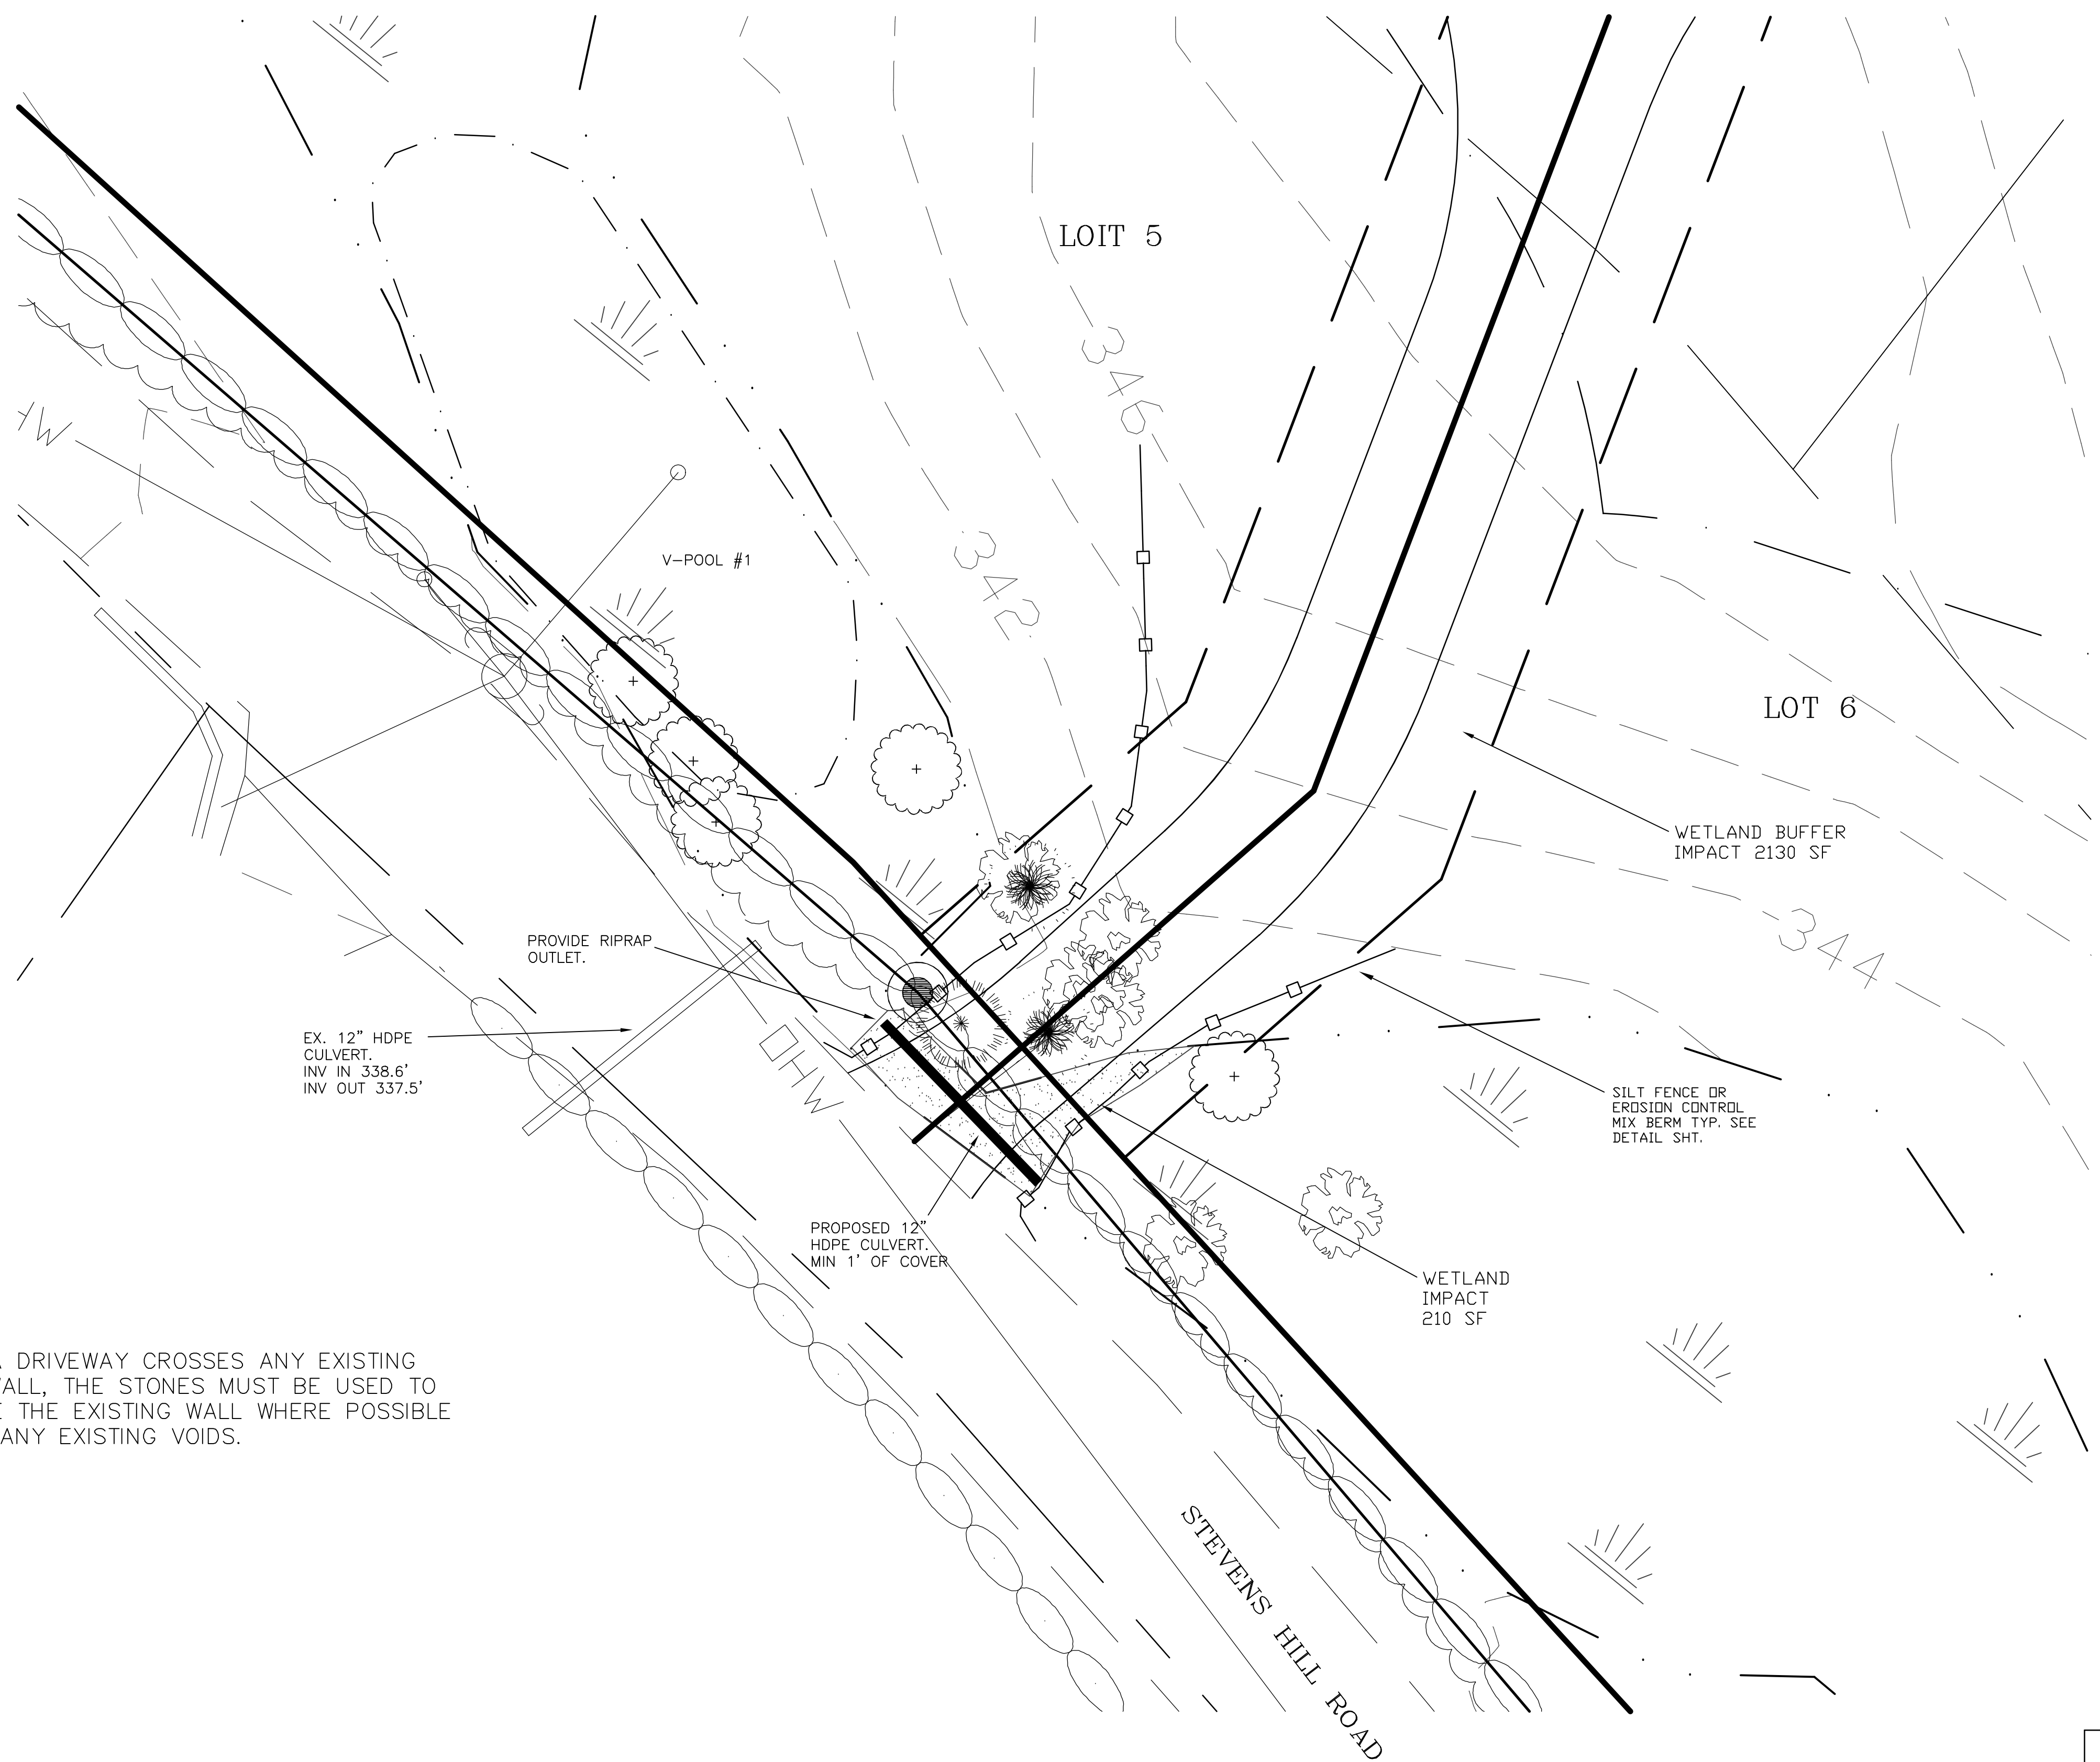 LOIT 5
346
HW
V-POOL #1
342
LOT 6
WETLAND BUFFER
IMPACT 2130 SF
344
PROVIDE RIPRAP
OUTLET.
EX. 12" HDPE
CULVERT.
INV IN 338.6'
INV OUT 337.5'
OHW
SILT FENCE OR
EROSION CONTROL
MIX BERM TYP. SEE
DETAIL SHT.
PROPOSED 12"
HDPE CULVERT.
MIN 1' OF COVER
WETLAND
IMPACT
210 SF
A DRIVEWAY CROSSES ANY EXISTING
ALL, THE STONES MUST BE USED TO
E THE EXISTING WALL WHERE POSSIBLE
ANY EXISTING VOIDS.
STEVENS HILL ROAD